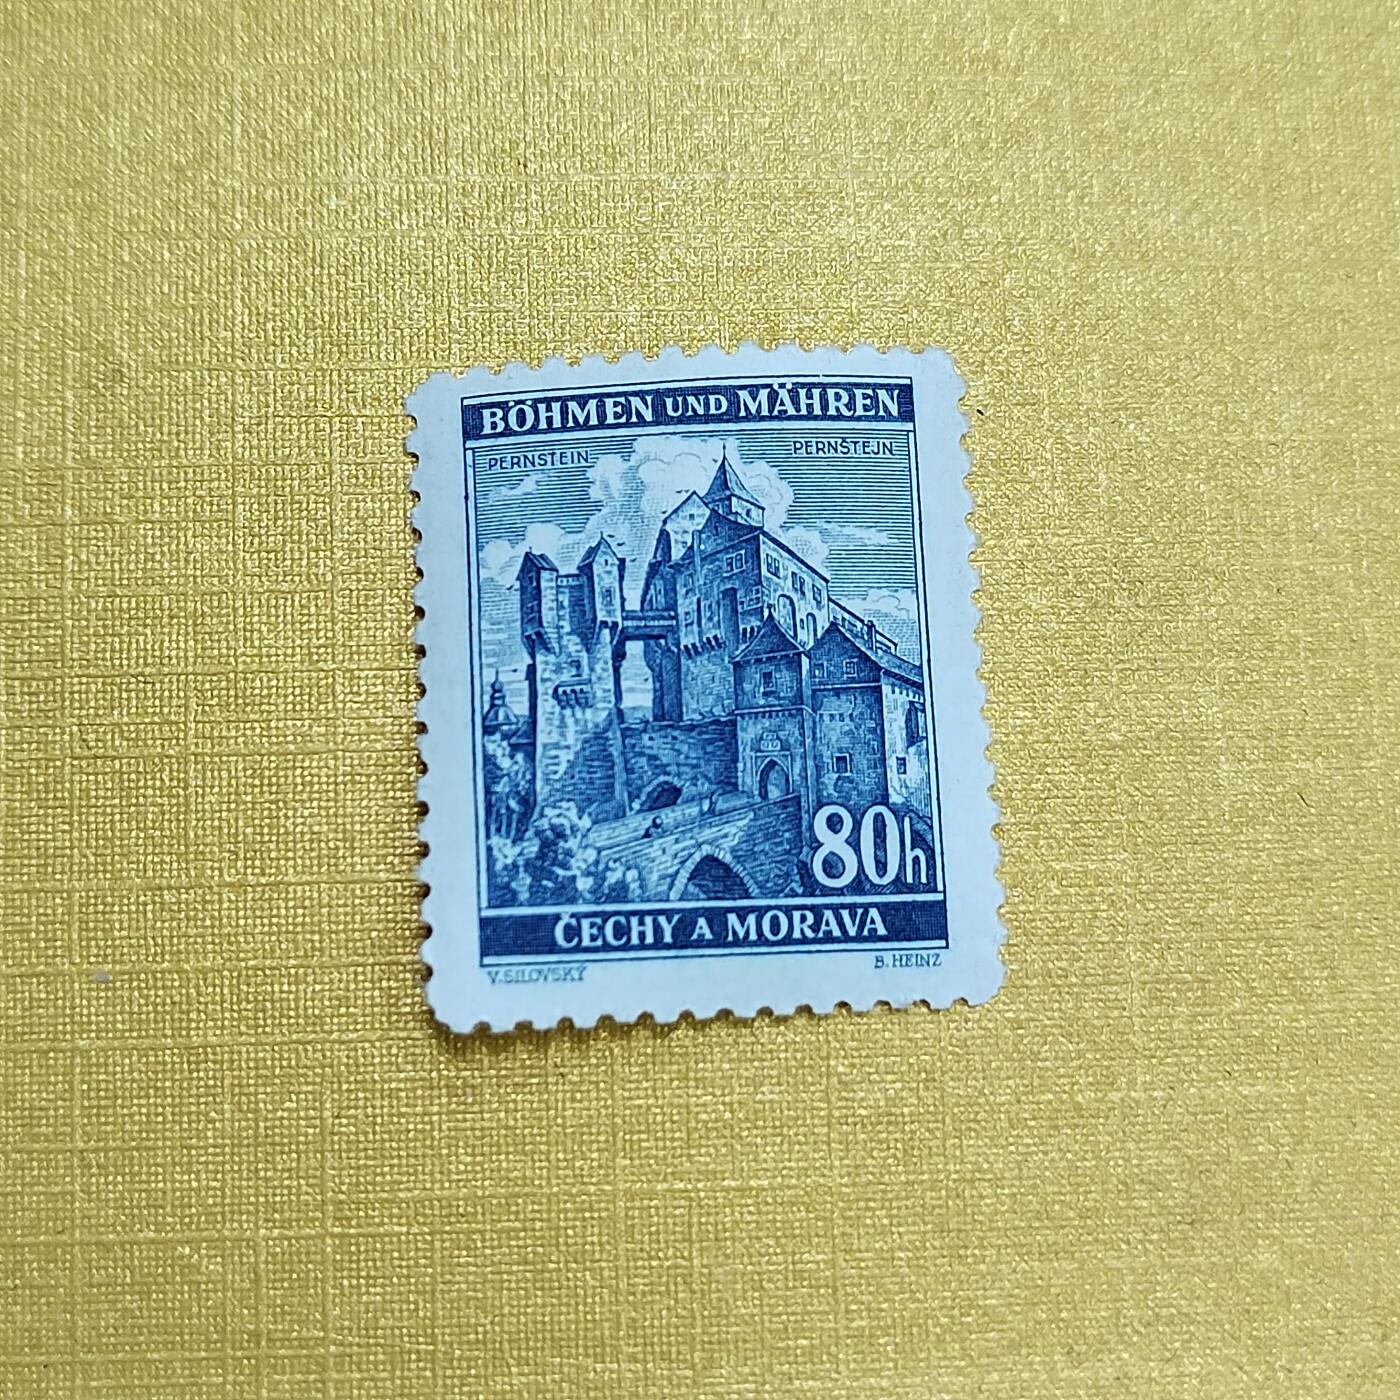 BÖHMEN UND MÄHREN
PERNSTEIN PERNŠTEJN
80h
ČECHY A MORAVA
V. SILOVSKÝ B. HEINZ